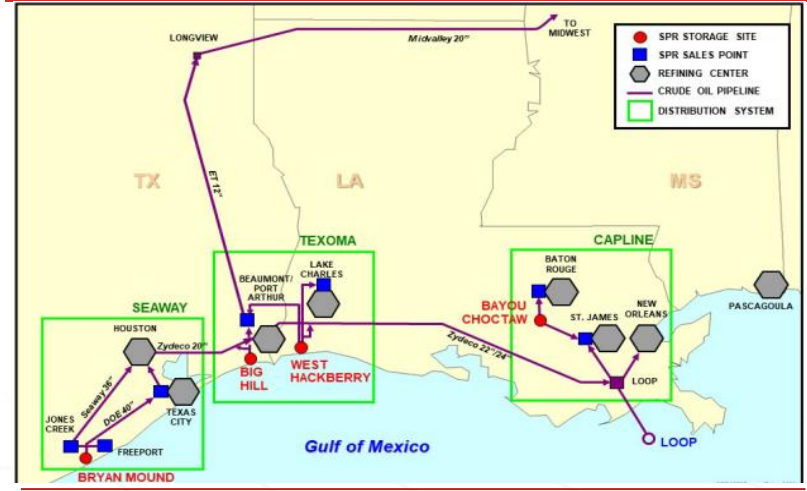 LONGVIEW
Midvalley 20"
TO
MIDWEST
SPR STORAGE SITE
SPR SALES POINT
REFINING CENTER
CRUDE OIL PIPELINE
DISTRIBUTION SYSTEM
TX
LA
MS
ET 12"
TEXOMA
CAPLINE
LAKE
CHARLES
BEAUMONT/
PORT
ARTHUR
BATON
ROUGE
SEAWAY
HOUSTON
Zydeco 20"
BAYOU
CHOCTAW
ST. JAMES
NEW
ORLEANS
PASCAGOULA
Zydeco 22"/24"
BIG
HILL
WEST
HACKBERRY
Seaway 36"
DOE 40"
TEXAS
CITY
LOOP
JONES
CREEK
FREEPORT
Gulf of Mexico
LOOP
BRYAN MOUND